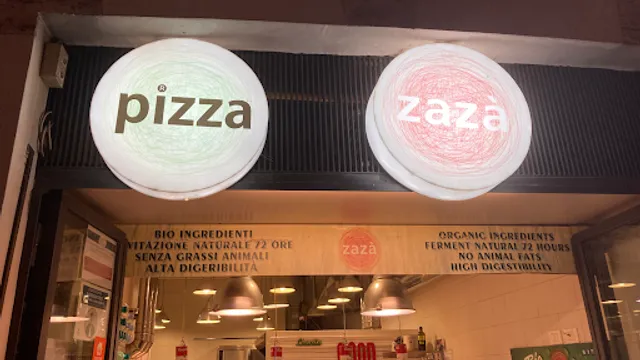 pizza
zazà
BIO INGREDIENTI
VITAZIONE NATURALE 72 ORE
SENZA GRASSI ANIMALI
ALTA DIGERIBILITÀ
zazà
ORGANIC INGREDIENTS
FERMENT NATURAL 72 HOURS
NO ANIMAL FATS
HIGH DIGESTIBILITY